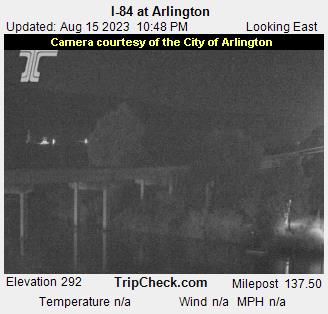 I-84 at Arlington
Updated: Aug 15 2023 10:48 PM Looking East
Camera courtesy of the City of Arlington
Elevation 292 TripCheck.com Milepost 137.50
Temperature n/a Wind n/a MPH n/a